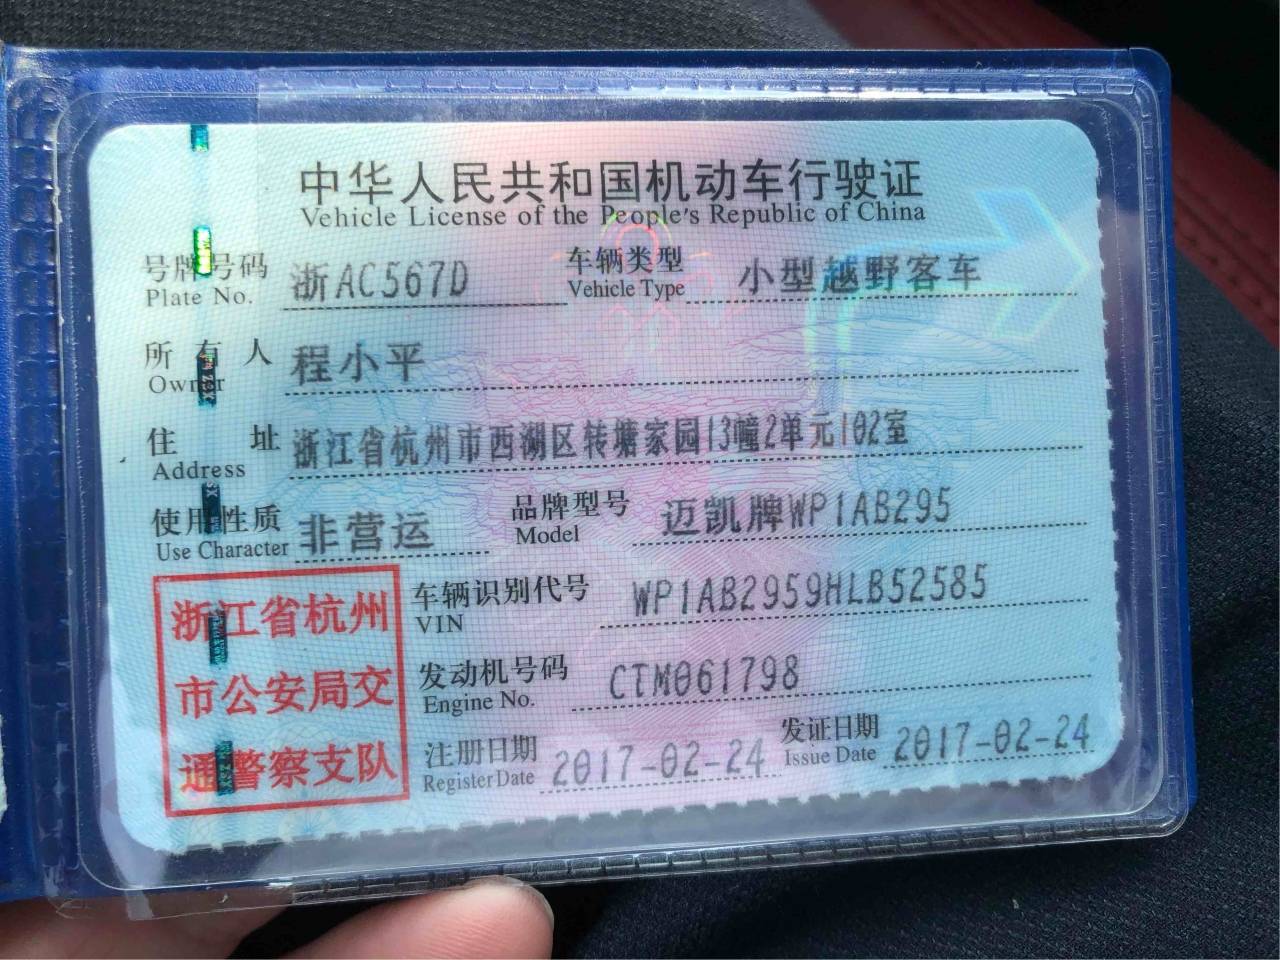 中华人民共和国机动车行驶证
Vehicle License of the People's Republic of China
号牌号码 浙AC567D 车辆类型 小型越野客车
Plate No. Vehicle Type
所有人 程小平
Owner
住址 浙江省杭州市西湖区转塘家园13幢2单元102室
Address
使用性质 非营运 品牌型号 迈凯牌WP1AB295
Use Character Model
浙江省杭州
市公安局交
通警察支队
车辆识别代号 WP1AB2959HLB52585
VIN
发动机号码 CTM061798
Engine No.
注册日期 2017-02-24 发证日期 2017-02-24
Register Date Issue Date